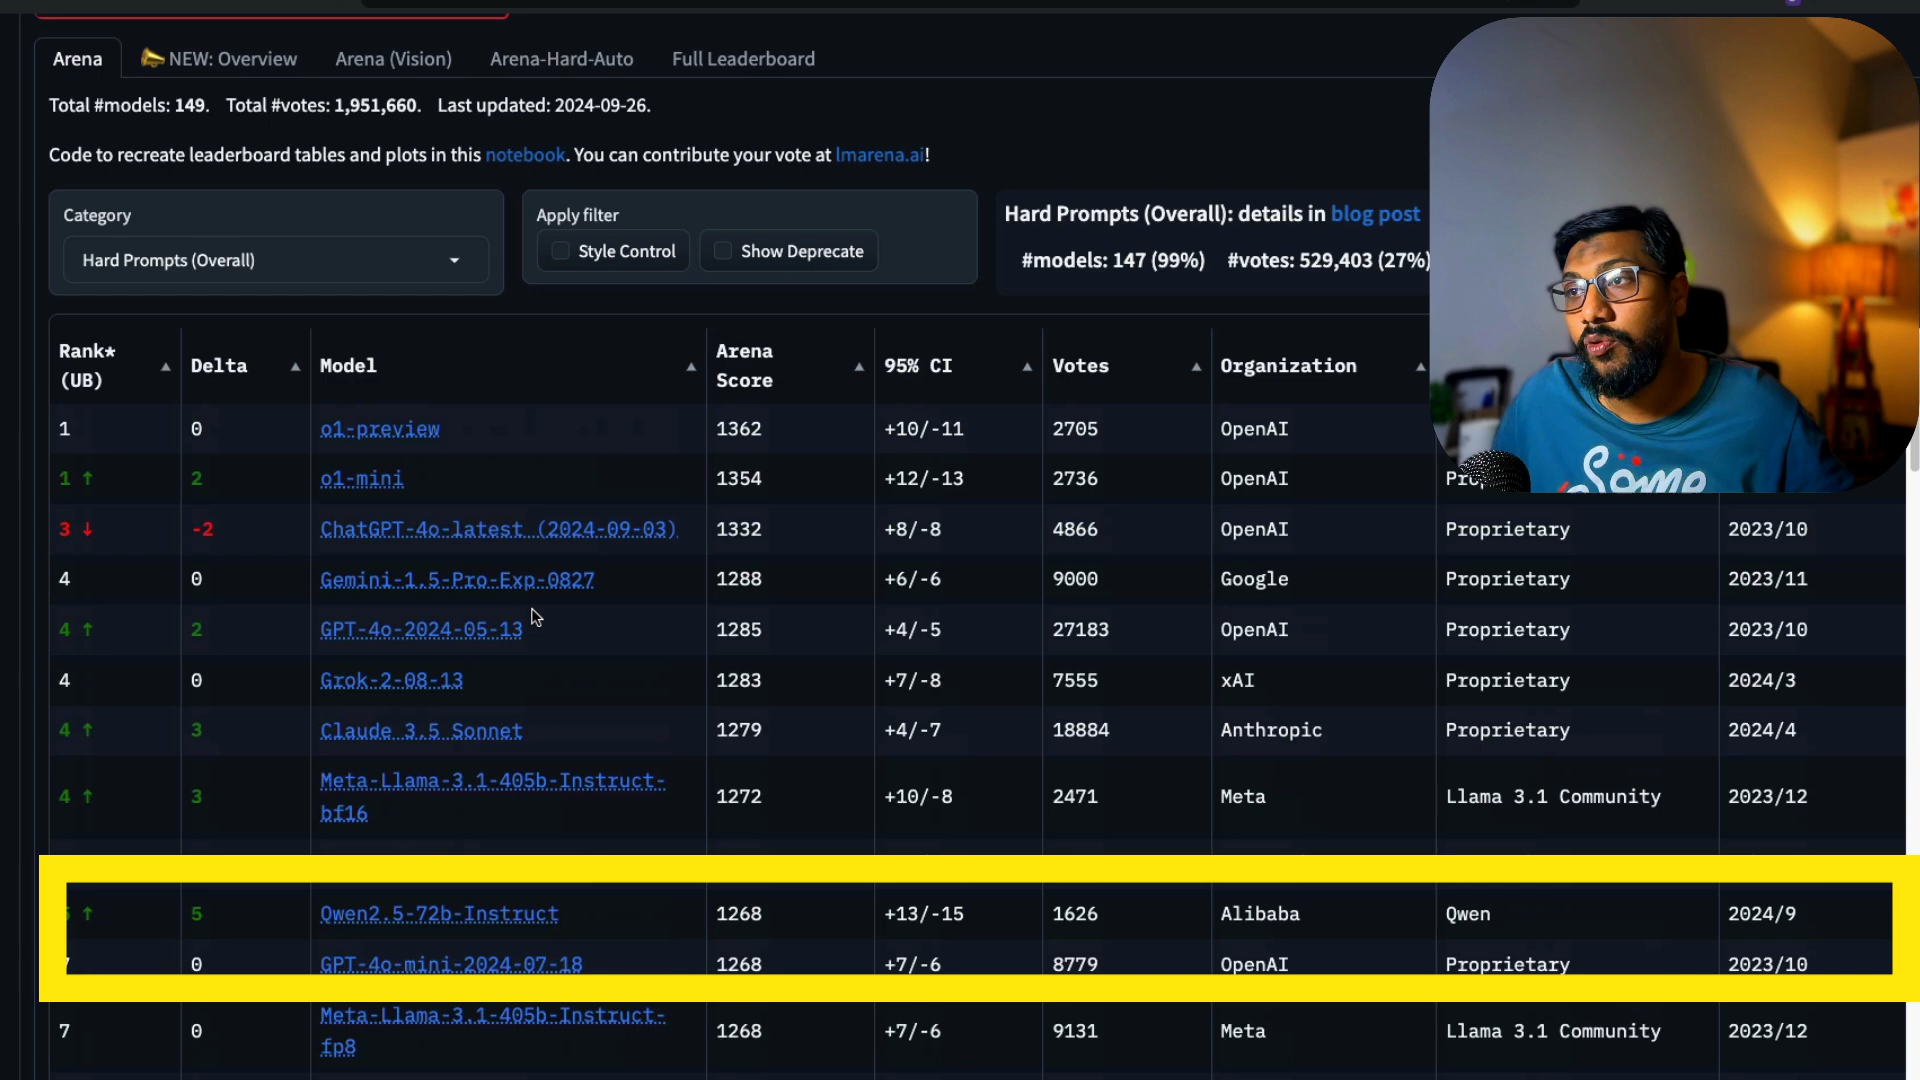 Arena NEW: Overview Arena (Vision) Arena-Hard-Auto Full Leaderboard
Total #models: 149. Total #votes: 1,951,660. Last updated: 2024-09-26.
Code to recreate leaderboard tables and plots in this notebook. You can contribute your vote at lmarena.ai!
Category
Hard Prompts (Overall)
Apply filter
Style Control Show Deprecate
Hard Prompts (Overall): details in blog post
#models: 147 (99%) #votes: 529,403 (27%)
Rank* (UB) Delta Model Arena Score 95% CI Votes Organization
1 0 o1-preview 1362 +10/-11 2705 OpenAI
1 ↑ 2 o1-mini 1354 +12/-13 2736 OpenAI
3 ↓ -2 ChatGPT-4o-latest (2024-09-03) 1332 +8/-8 4866 OpenAI Proprietary 2023/10
4 0 Gemini-1.5-Pro-Exp-0827 1288 +6/-6 9000 Google Proprietary 2023/11
4 ↑ 2 GPT-4o-2024-05-13 1285 +4/-5 27183 OpenAI Proprietary 2023/10
4 0 Grok-2-08-13 1283 +7/-8 7555 xAI Proprietary 2024/3
4 ↑ 3 Claude 3.5 Sonnet 1279 +4/-7 18884 Anthropic Proprietary 2024/4
4 ↑ 3 Meta-Llama-3.1-405b-Instruct-bf16 1272 +10/-8 2471 Meta Llama 3.1 Community 2023/12
↑ 5 Qwen2.5-72b-Instruct 1268 +13/-15 1626 Alibaba Qwen 2024/9
0 GPT-4o-mini-2024-07-18 1268 +7/-6 8779 OpenAI Proprietary 2023/10
7 0 Meta-Llama-3.1-405b-Instruct-fp8 1268 +7/-6 9131 Meta Llama 3.1 Community 2023/12
Some